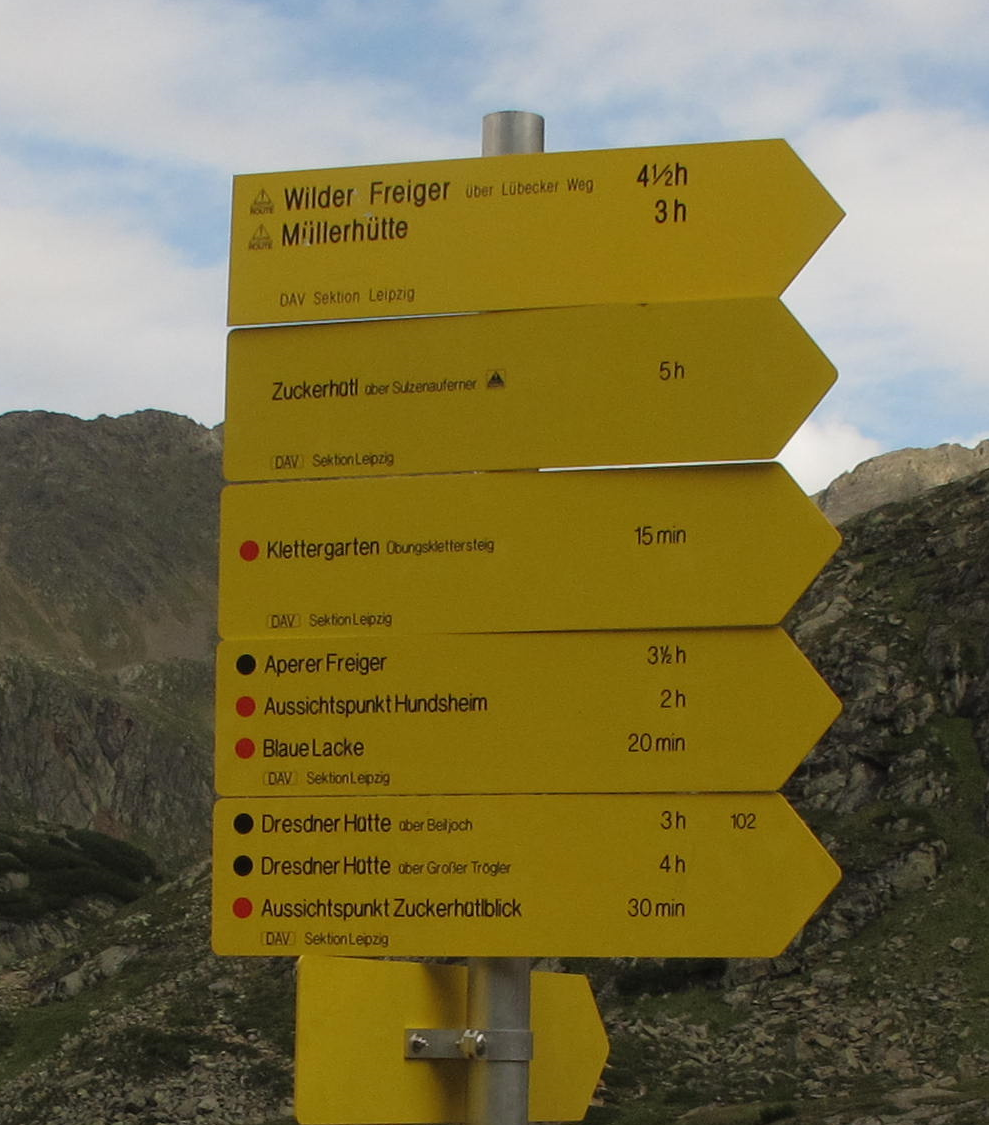 Wilder Freiger über Lübecker Weg 4½h
ROUTE
Müllerhütte 3h
ROUTE
DAV Sektion Leipzig
Zuckerhütl über Sulzenauferner 5h
DAV Sektion Leipzig
Klettergarten Übungsklettersteig 15 min
DAV Sektion Leipzig
Aperer Freiger 3½h
Aussichtspunkt Hundsheim 2h
Blaue Lacke 20 min
DAV Sektion Leipzig
Dresdner Hütte über Beiljoch 3h 102
Dresdner Hütte über Großer Trögler 4h
Aussichtspunkt Zuckerhütlblick 30 min
DAV Sektion Leipzig